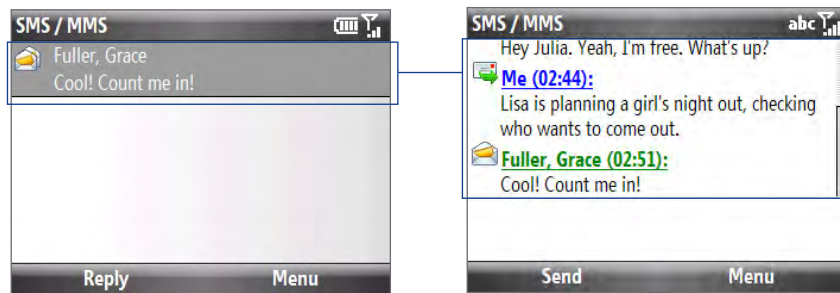 SMS / MMS
Fuller, Grace
Cool! Count me in!
Reply Menu
SMS / MMS abc
Hey Julia. Yeah, I'm free. What's up?
Me (02:44):
Lisa is planning a girl's night out, checking
who wants to come out.
Fuller, Grace (02:51):
Cool! Count me in!
Send Menu